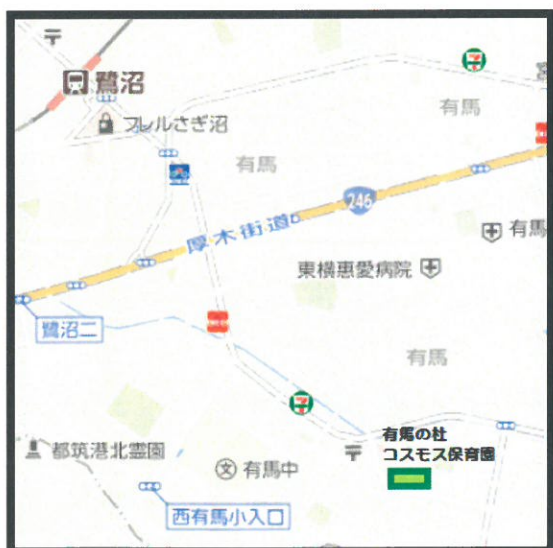 鷺沼
フレルさぎ沼
有馬
有馬
246
厚木街道
有馬
東横恵愛病院
鷺沼二
有馬
有馬の杜
コスモス保育園
都筑港北霊園
有馬中
西有馬小入口